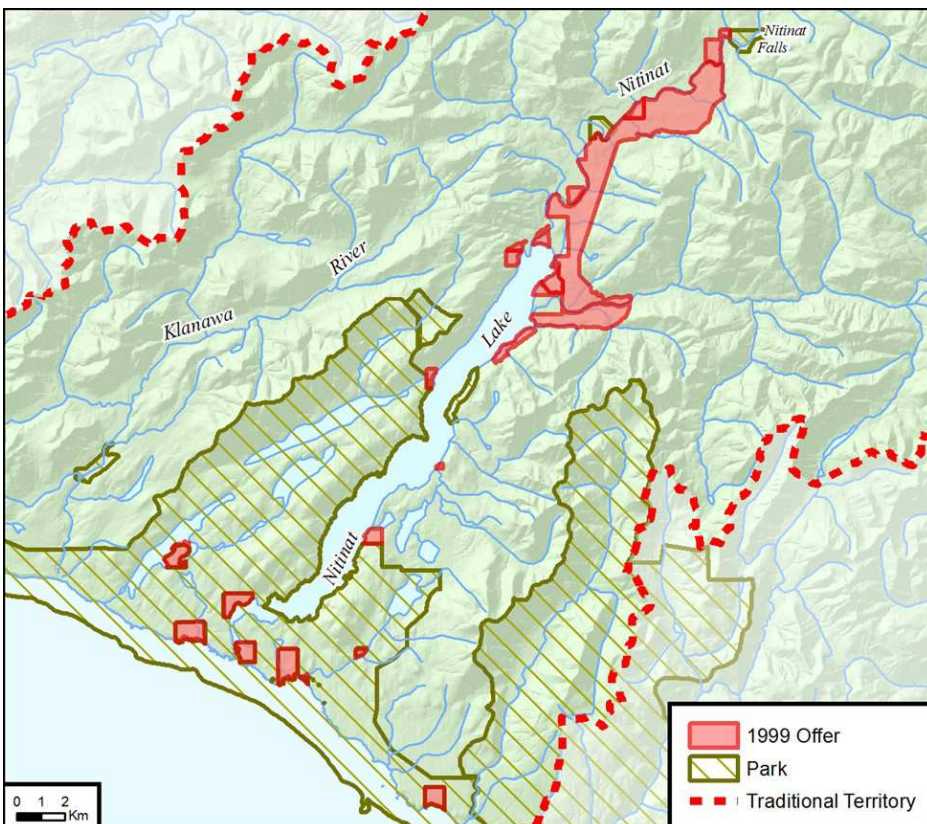 Nitinat
Falls
Nitinat
River
Klanawa
Lake
Nitinat
1999 Offer
Park
Traditional Territory
0 1 2
Km